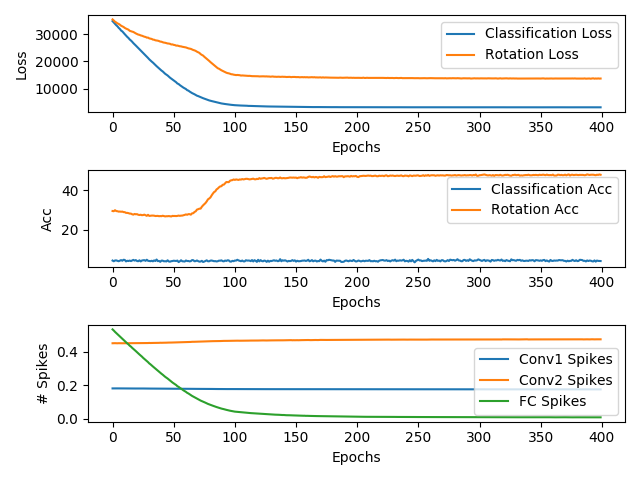 30000
20000
10000
Loss
Classification Loss
Rotation Loss
0 50 100 150 200 250 300 350 400
Epochs
40
20
Acc
Classification Acc
Rotation Acc
0 50 100 150 200 250 300 350 400
Epochs
0.4
0.2
0.0
# Spikes
Conv1 Spikes
Conv2 Spikes
FC Spikes
0 50 100 150 200 250 300 350 400
Epochs